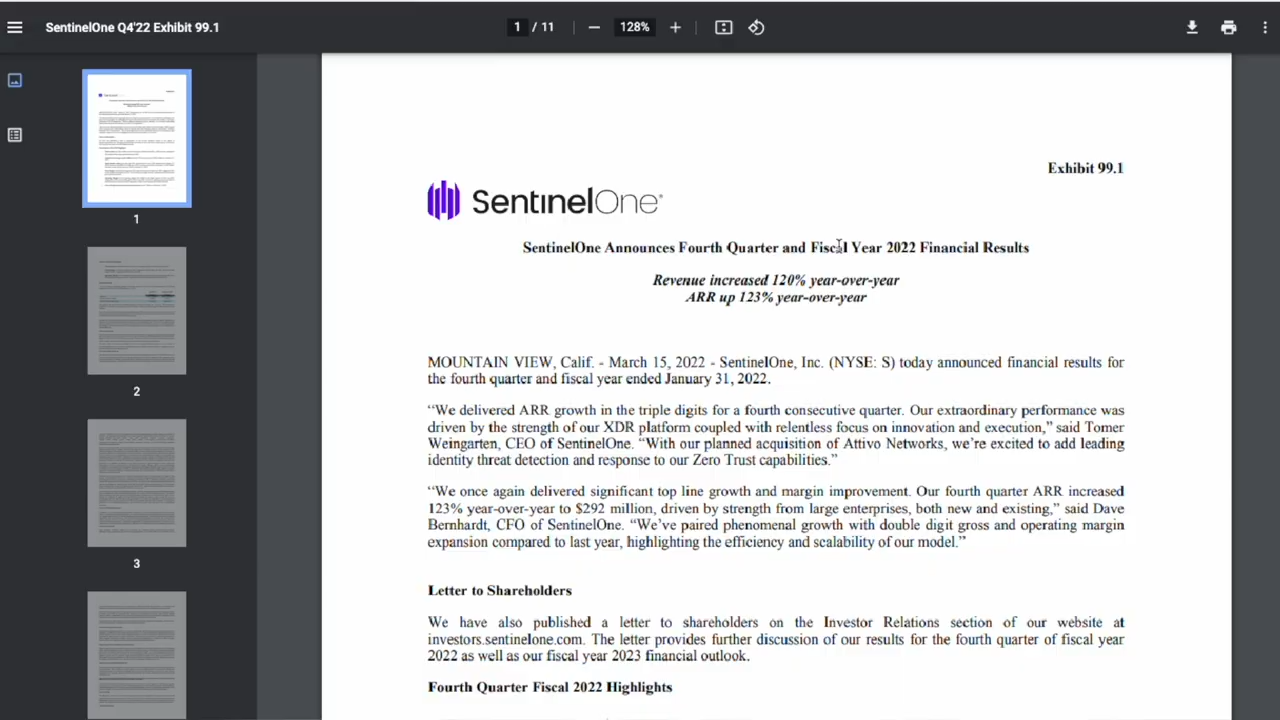 SentinelOne Q4'22 Exhibit 99.1
1 / 11
128%
1
2
3
Exhibit 99.1
SentinelOne
SentinelOne Announces Fourth Quarter and Fiscal Year 2022 Financial Results
Revenue increased 120% year-over-year
ARR up 123% year-over-year
MOUNTAIN VIEW, Calif. - March 15, 2022 - SentinelOne, Inc. (NYSE: S) today announced financial results for
the fourth quarter and fiscal year ended January 31, 2022.
“We delivered ARR growth in the triple digits for a fourth consecutive quarter. Our extraordinary performance was
driven by the strength of our XDR platform coupled with relentless focus on innovation and execution,” said Tomer
Weingarten, CEO of SentinelOne. “With our planned acquisition of Attivo Networks, we’re excited to add leading
identity threat detection and response to our Zero Trust capabilities.”
“We once again delivered significant top line growth and margin improvement. Our fourth quarter ARR increased
123% year-over-year to $292 million, driven by strength from large enterprises, both new and existing,” said Dave
Bernhardt, CFO of SentinelOne. “We’ve paired phenomenal growth with double digit gross and operating margin
expansion compared to last year, highlighting the efficiency and scalability of our model.”
Letter to Shareholders
We have also published a letter to shareholders on the Investor Relations section of our website at
investors.sentinelone.com. The letter provides further discussion of our results for the fourth quarter of fiscal year
2022 as well as our fiscal year 2023 financial outlook.
Fourth Quarter Fiscal 2022 Highlights